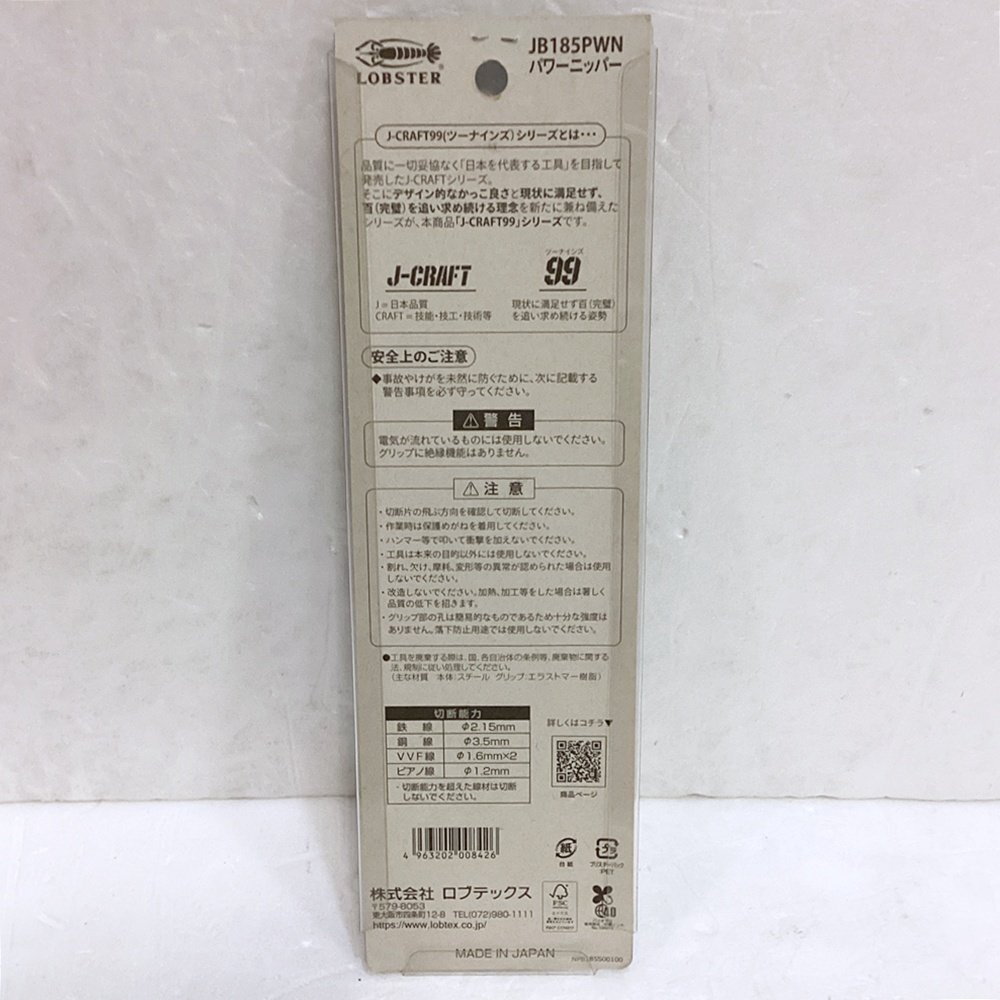 LOBSTER
JB185PWN
パワーニッパー
J-CRAFT99(ツーナインズ)シリーズとは・・・
品質に一切妥協なく「日本を代表する工具」を目指して
発売したJ-CRAFTシリーズ。
そこにデザイン的なかっこ良さと現状に満足せず、
百(完璧)を追い求め続ける理念を新たに兼ね備えた
シリーズが、本商品「J-CRAFT99」シリーズです。
J-CRAFT
ツーナインズ
99
J=日本品質
CRAFT=技能・技工・技術等
現状に満足せず百(完璧)
を追い求め続ける姿勢
安全上のご注意
◆事故やけがを未然に防ぐために、次に記載する
警告事項を必ず守ってください。
⚠警告
電気が流れているものには使用しないでください。
グリップに絶縁機能はありません。
⚠注意
・切断片の飛ぶ方向を確認して切断してください。
・作業時は保護めがねを着用してください。
・ハンマー等で叩いて衝撃を加えないでください。
・工具は本来の目的以外には使用しないでください。
・割れ、欠け、摩耗、変形等の異常が認められた場合は使用
しないでください。
・改造しないでください。加熱、加工等をした場合は著しく
品質の低下を招きます。
・グリップ部の孔は簡易的なものであるため十分な強度は
ありません。落下防止用途では使用しないでください。
●工具を廃棄する際は、国、各自治体の条例等、廃棄物に関する
法、規制に従い処理してください。
(主な材質 本体:スチール グリップ:エラストマー樹脂)
切断能力
鉄線 φ2.15mm
銅線 φ3.5mm
VVF線 φ1.6mm×2
ピアノ線 φ1.2mm
・切断能力を超えた線材は切断
しないでください。
詳しくはコチラ▼
商品ページ
4 963202 008426
紙
台紙
プラ
ブリスターパック
:PET
株式会社 ロブテックス
〒579-8053
東大阪市四条町12-8 TEL(072)980-1111
https://www.lobtex.co.jp/
FSC
MADE IN JAPAN
NPB185S00100